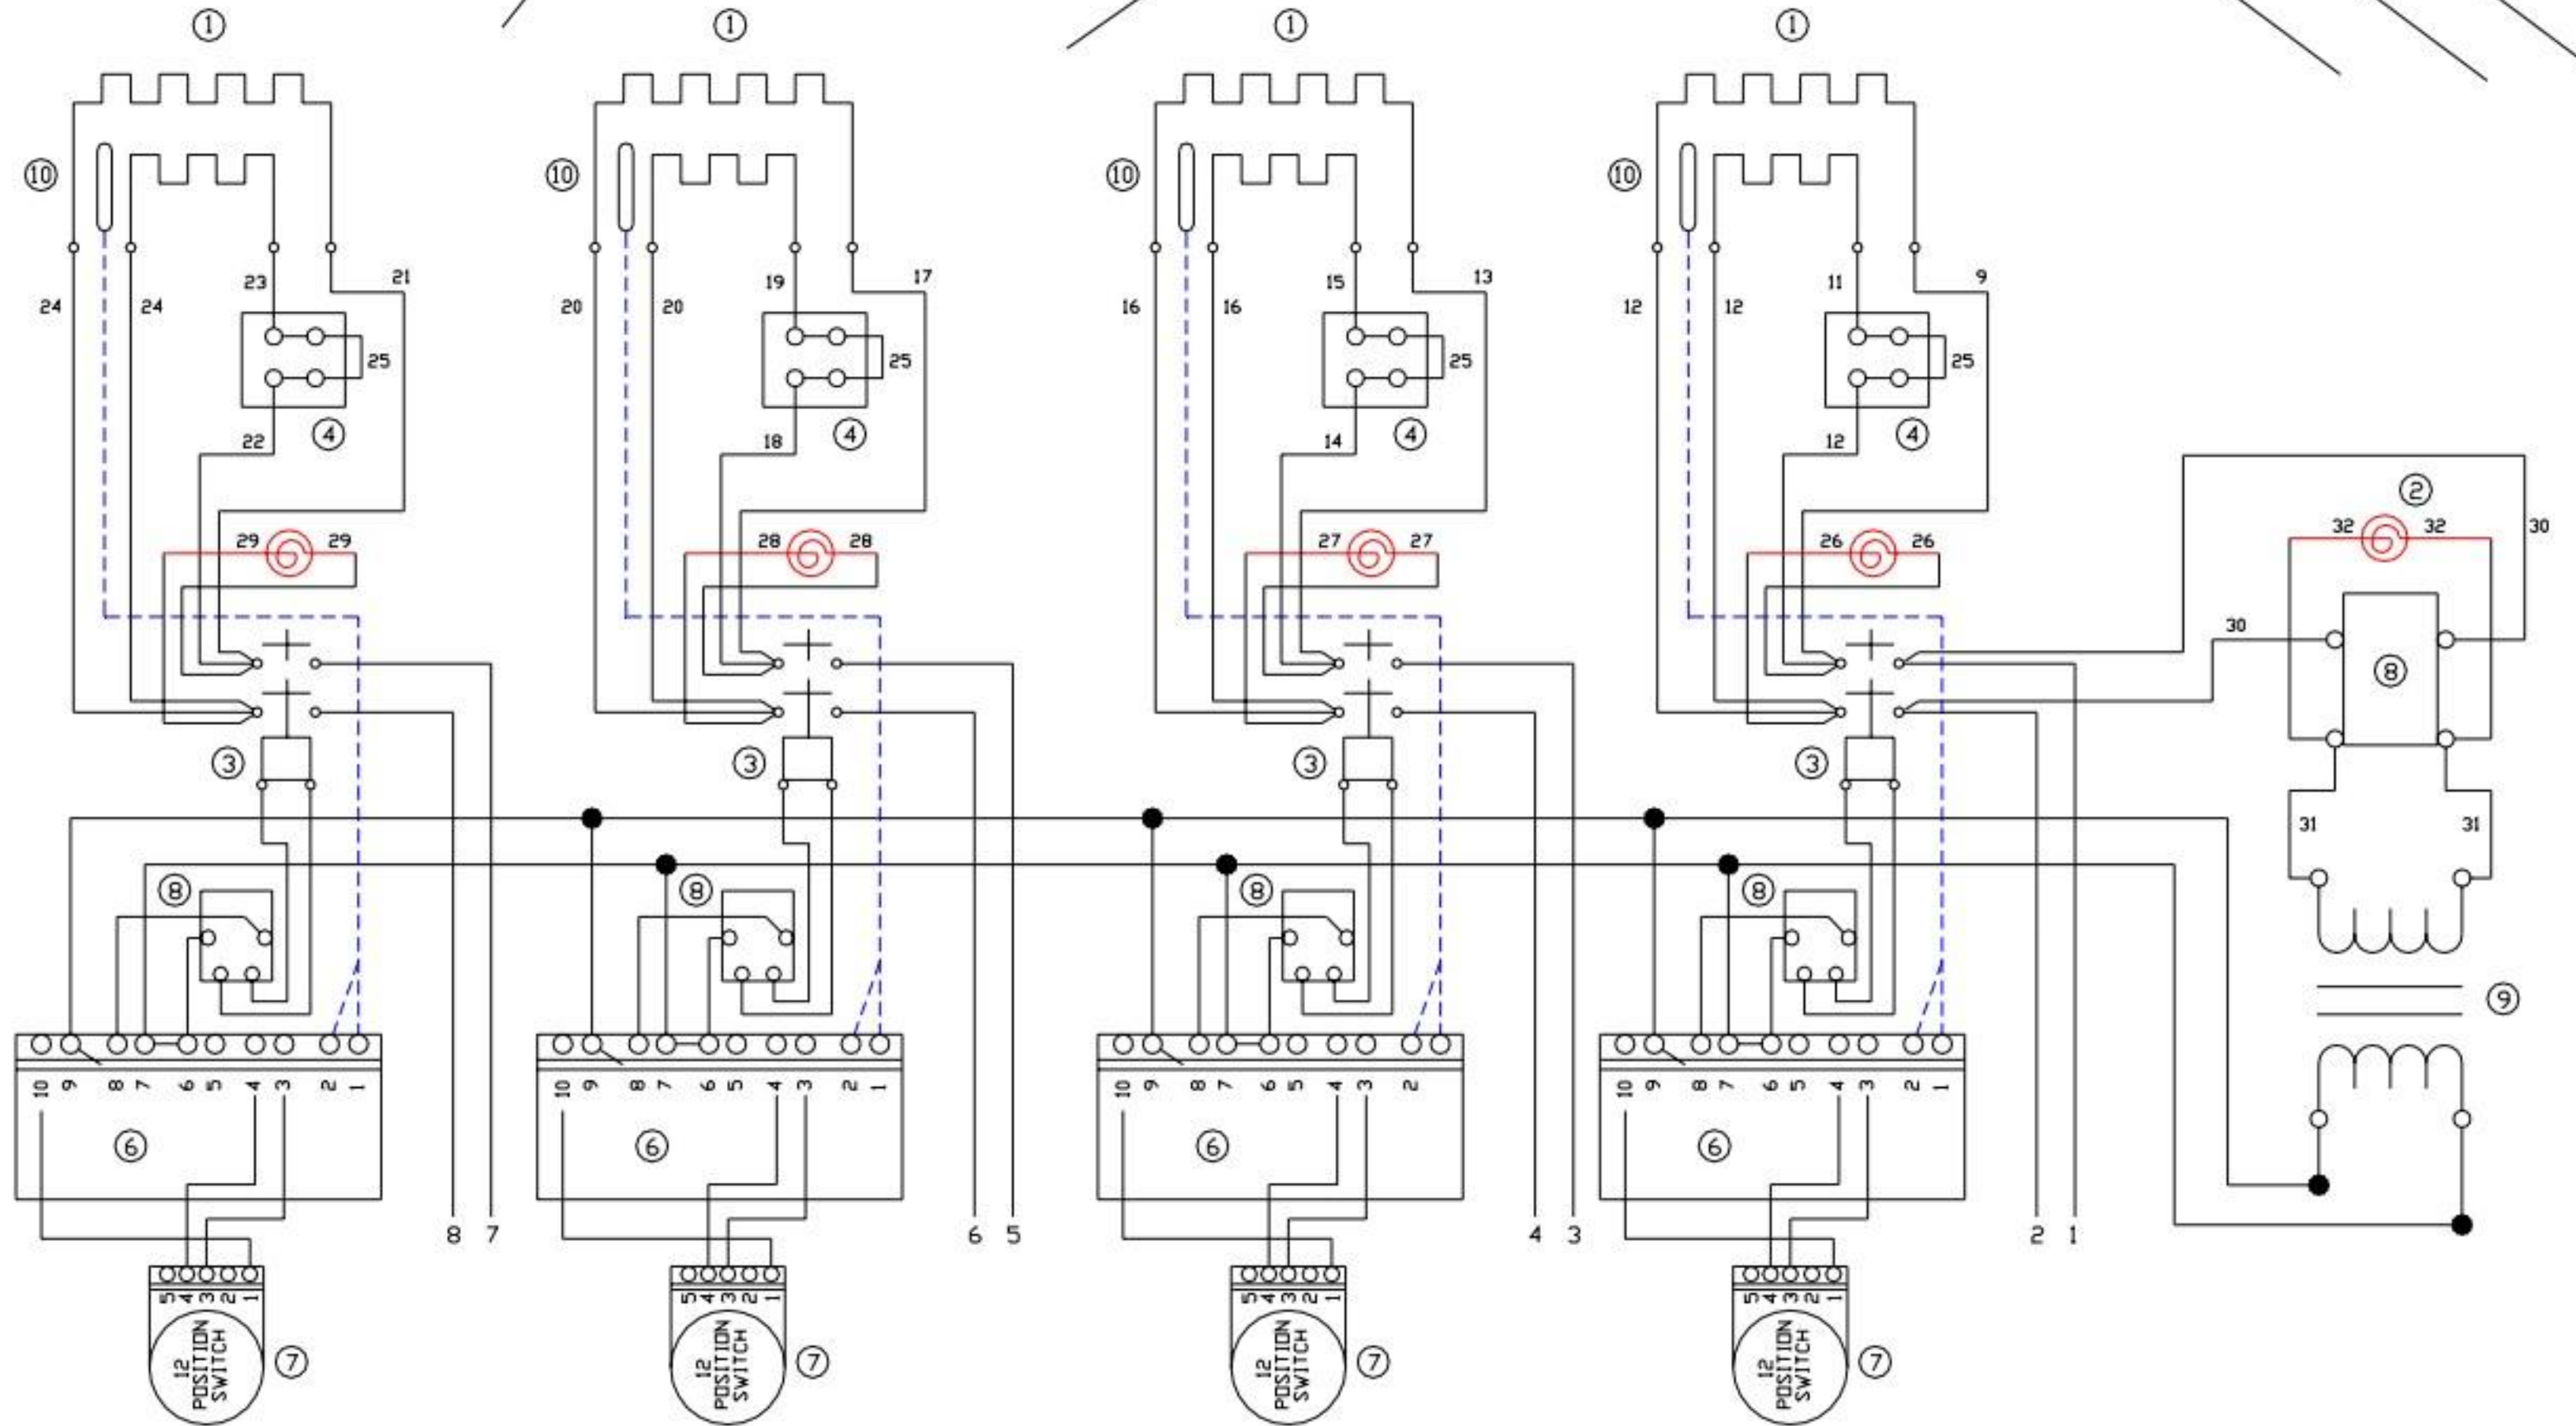 1 1 1 1
10 10 10 10
23 21 19 17 15 13 11 9
24 24 20 20 16 16 12 12
25 25 25 25
22 4 18 4 14 4 12 4
2
32 32 30
29 29 28 28 27 27 26 26
30
8
3 3 3 3
31 31
8 8 8 8
9
10 9 8 7 6 5 4 3 2 1
10 9 8 7 6 5 4 3 2 1
10 9 8 7 6 5 4 3 2
10 9 8 7 6 5 4 3 2 1
6 6 6 6
8 7 6 5 4 3 2 1
5 4 3 2 1
5 4 3 2 1
5 4 3 2 1
5 4 3 2 1
12
POSITION
SWITCH
7
12
POSITION
SWITCH
7
12
POSITION
SWITCH
7
12
POSITION
SWITCH
7